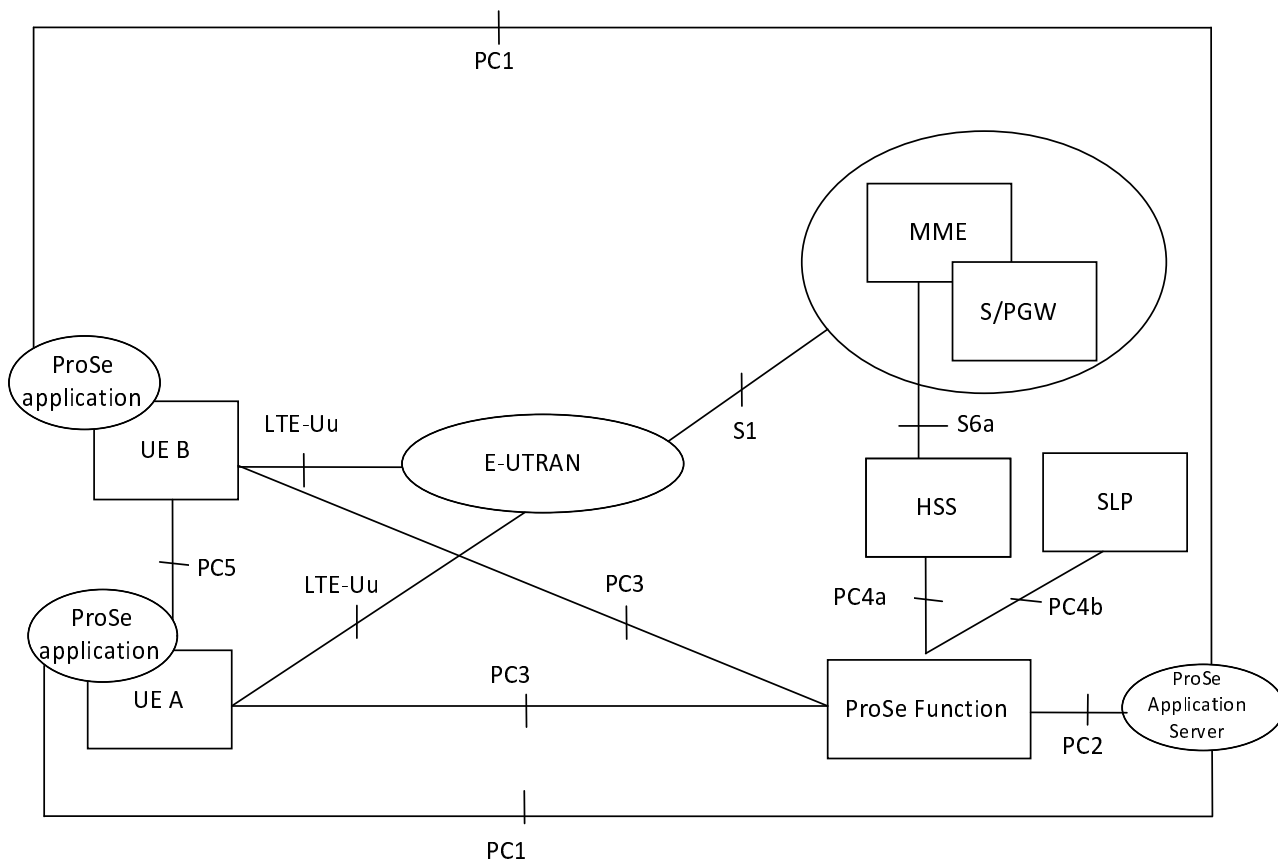 PC1
MME
S/PGW
ProSe
application
LTE-Uu
S1
S6a
UE B
E-UTRAN
HSS
SLP
PC5
LTE-Uu
PC3
PC4a
PC4b
ProSe
application
UE A
PC3
ProSe Function
ProSe
Application
Server
PC2
PC1